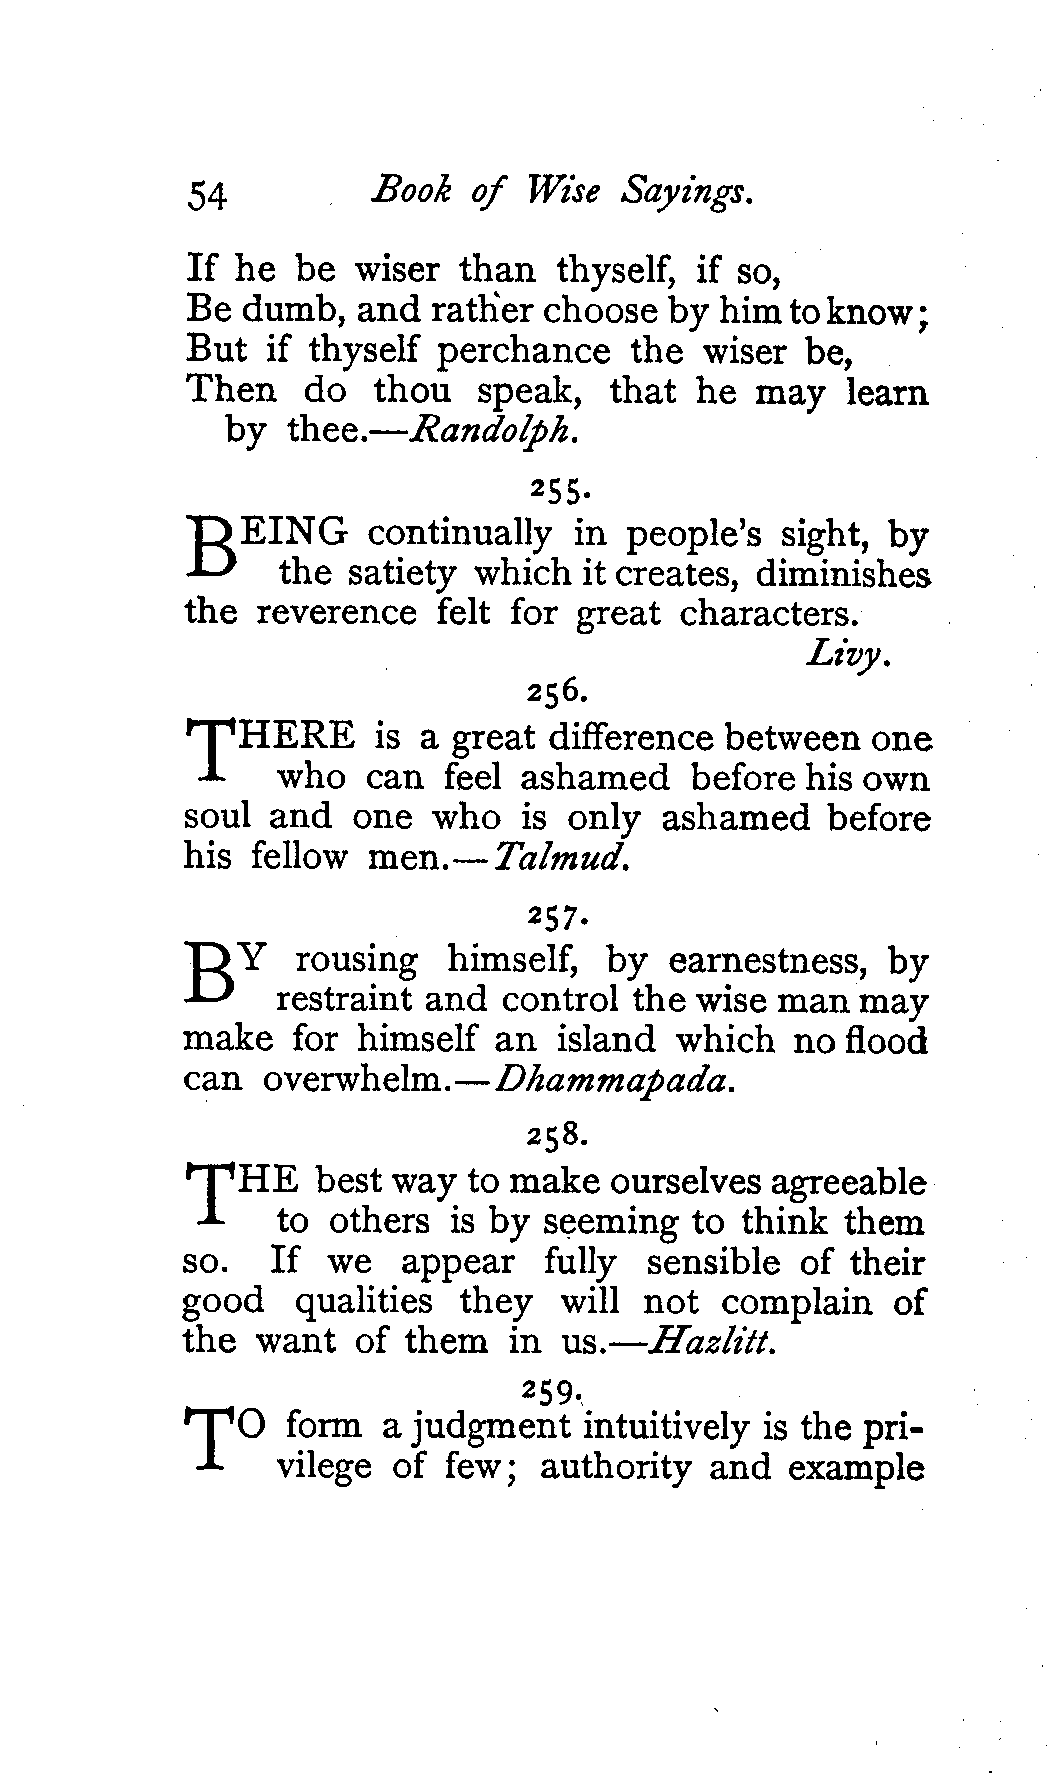 54 Book of Wise Sayings.
If he be wiser than thyself, if so,
Be dumb, and rather choose by him to know;
But if thyself perchance the wiser be,
Then do thou speak, that he may learn
by thee.—Randolph.
255.
BEING continually in people's sight, by
the satiety which it creates, diminishes
the reverence felt for great characters.
Livy.
256.
THERE is a great difference between one
who can feel ashamed before his own
soul and one who is only ashamed before
his fellow men.—Talmud.
257.
BY rousing himself, by earnestness, by
restraint and control the wise man may
make for himself an island which no flood
can overwhelm.—Dhammapada.
258.
THE best way to make ourselves agreeable
to others is by seeming to think them
so. If we appear fully sensible of their
good qualities they will not complain of
the want of them in us.—Hazlitt.
259.
TO form a judgment intuitively is the pri-
vilege of few; authority and example